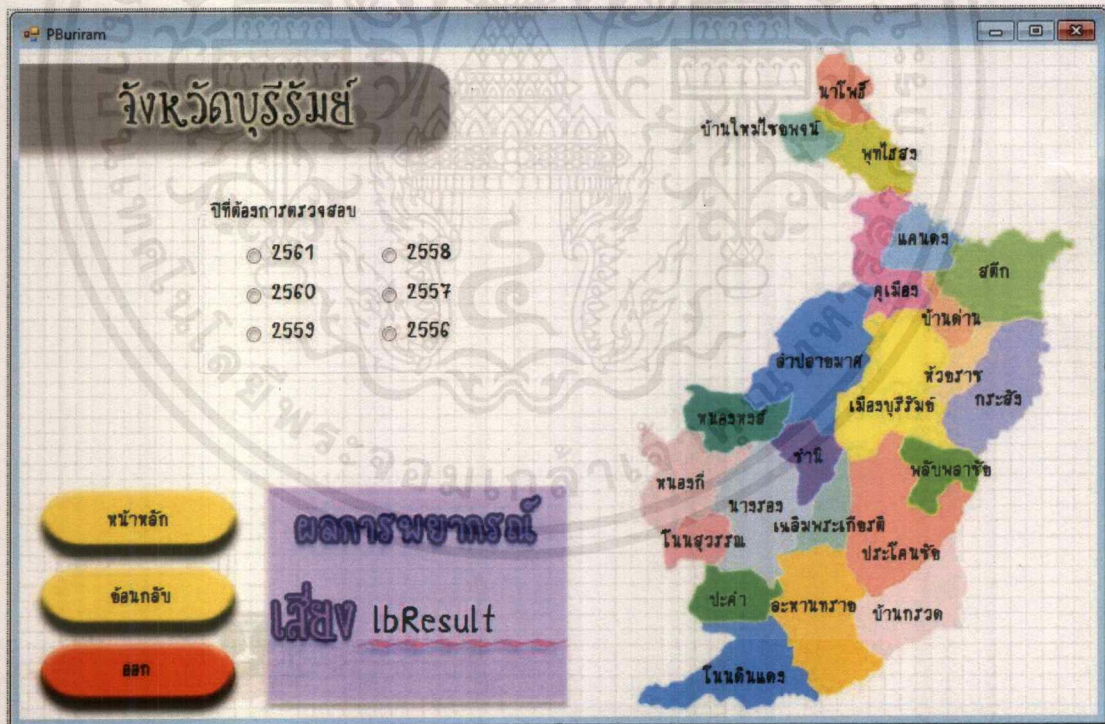 PBuriram
จังหวัดบุรีรัมย์
ปีที่ต้องการตรวจสอบ
2561
2558
2560
2557
2559
2556
หน้าหลัก
ย้อนกลับ
ออก
ผลการพยากรณ์
เสี่ยง lbResult
นาโพธิ์
บ้านใหม่ไชยพจน์
พุทไธสง
แคนดง
สตึก
คูเมือง
บ้านด่าน
ลำปลายมาศ
ห้วยราช
กระสัง
เมืองบุรีรัมย์
หนองหงส์
ชำนิ
พลับพลาชัย
หนองกี่
นางรอง
เฉลิมพระเกียรติ
โนนสุวรรณ
ประโคนชัย
ปะคำ
ละหานทราย
บ้านกรวด
โนนดินแดง